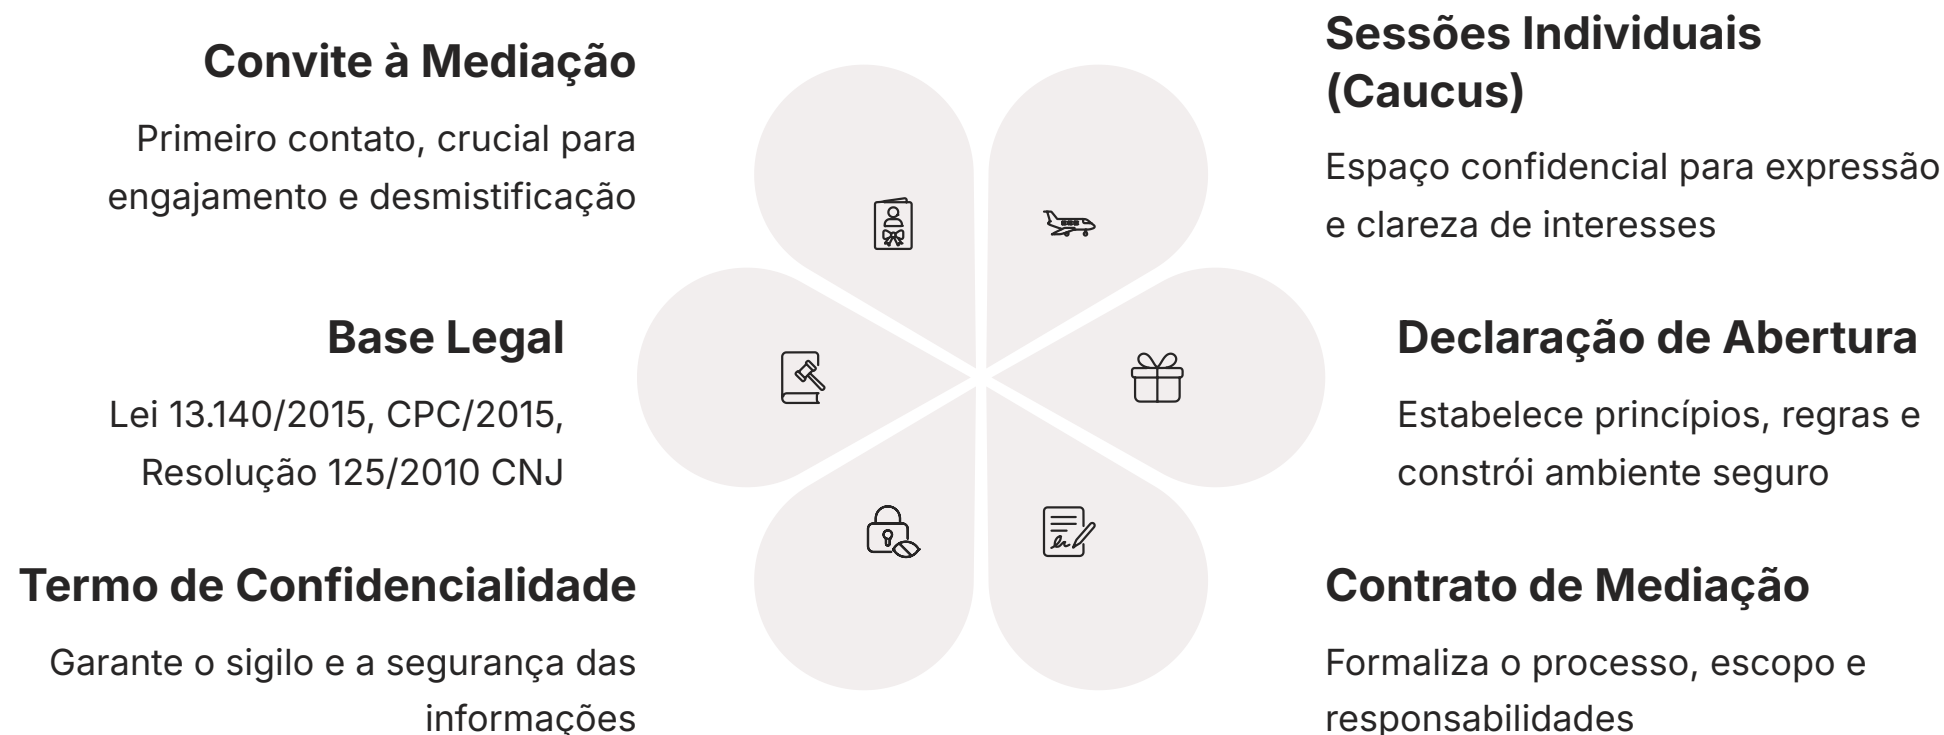 Convite à Mediação
Primeiro contato, crucial para
engajamento e desmistificação
Base Legal
Lei 13.140/2015, CPC/2015,
Resolução 125/2010 CNJ
Termo de Confidencialidade
Garante o sigilo e a segurança das
informações
Sessões Individuais
(Caucus)
Espaço confidencial para expressão
e clareza de interesses
Declaração de Abertura
Estabelece princípios, regras e
constrói ambiente seguro
Contrato de Mediação
Formaliza o processo, escopo e
responsabilidades